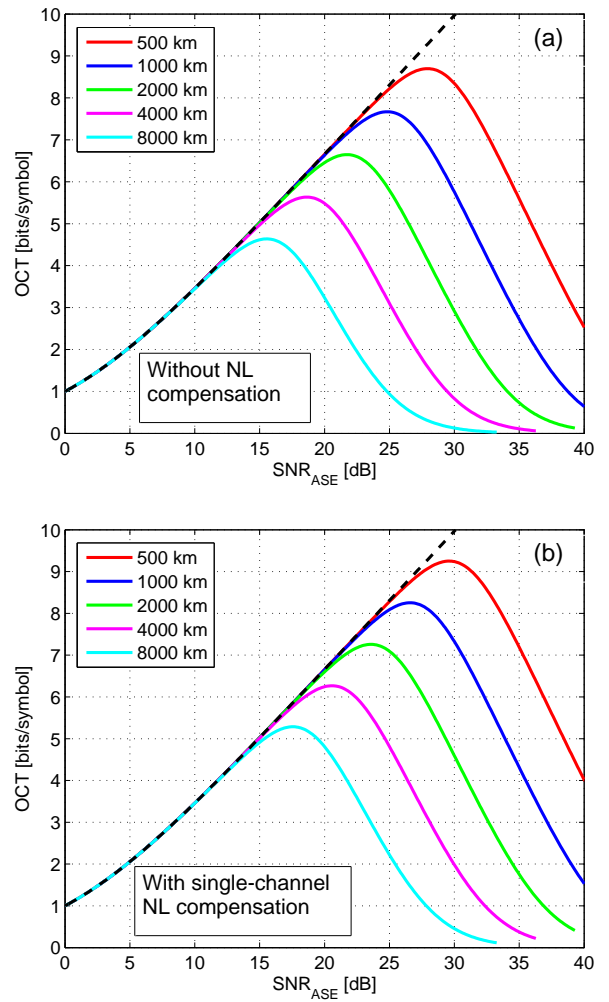 (a)
500 km
1000 km
2000 km
4000 km
8000 km
10
9
8
7
6
5
4
3
2
1
0
OCT [bits/symbol]
Without NL
compensation
0 5 10 15 20 25 30 35 40
SNR_ASE [dB]
(b)
500 km
1000 km
2000 km
4000 km
8000 km
10
9
8
7
6
5
4
3
2
1
0
OCT [bits/symbol]
With single-channel
NL compensation
0 5 10 15 20 25 30 35 40
SNR_ASE [dB]